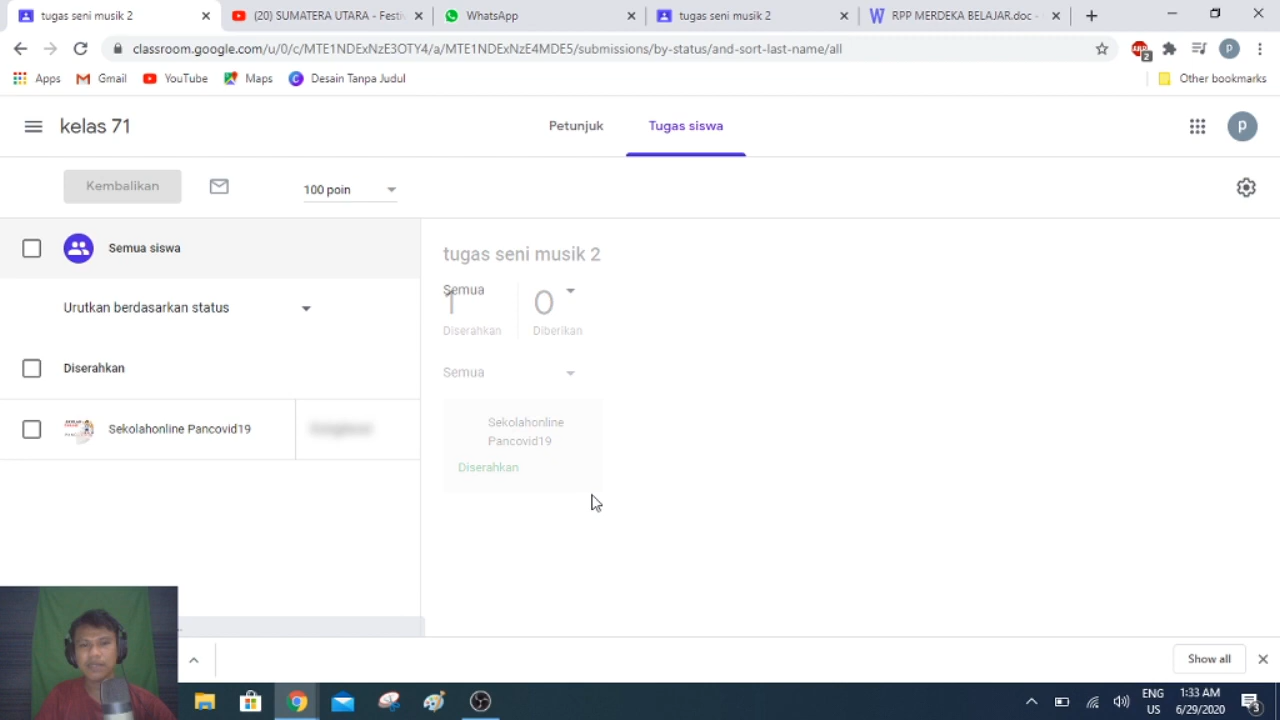 tugas seni musik 2
(20) SUMATERA UTARA - Festi
WhatsApp
tugas seni musik 2
RPP MERDEKA BELAJAR.doc -
classroom.google.com/u/0/c/MTE1NDExNzE3OTY4/a/MTE1NDExNzE4MDE5/submissions/by-status/and-sort-last-name/all
2
p
Apps
Gmail
YouTube
Maps
Desain Tanpa Judul
Other bookmarks
kelas 71
Petunjuk
Tugas siswa
p
Kembalikan
100 poin
Semua siswa
Urutkan berdasarkan status
Diserahkan
Sekolahonline Pancovid19
tugas seni musik 2
Semua
1
0
Diserahkan
Diberikan
Semua
Sekolahonline
Pancovid19
Diserahkan
Show all
ENG
US
1:33 AM
6/29/2020
3